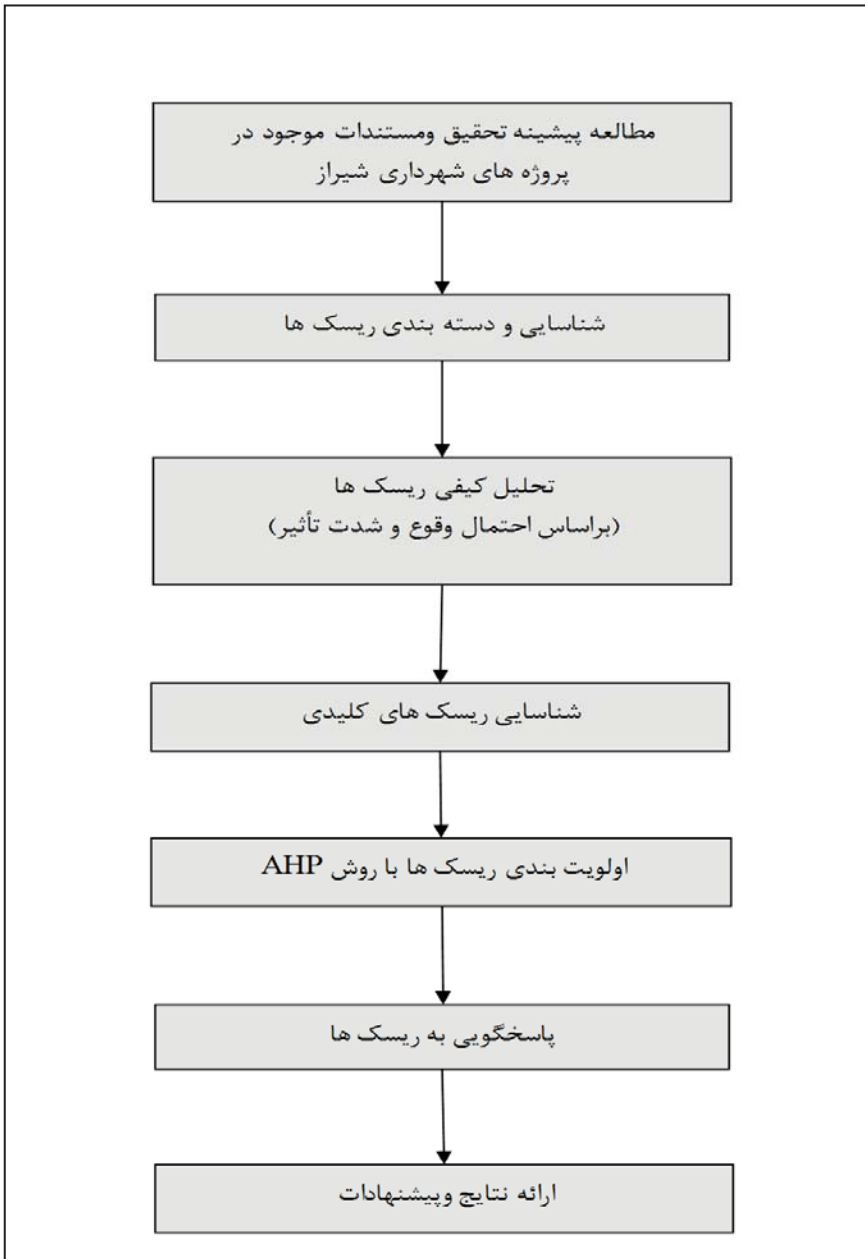 مطالعه پیشینه تحقیق ومستندات موجود در
پروژه های شهرداری شیراز
شناسایی و دسته بندی ریسک ها
تحلیل کیفی ریسک ها
(براساس احتمال وقوع و شدت تأثیر)
شناسایی ریسک های کلیدی
اولویت بندی ریسک ها با روش AHP
پاسخگویی به ریسک ها
ارائه نتایج وپیشنهادات